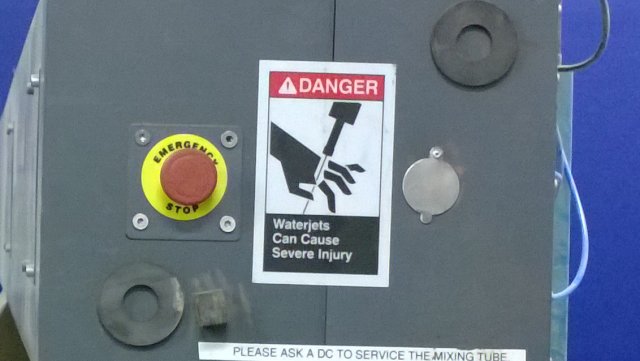 DANGER
EMERGENCY
STOP
Waterjets
Can Cause
Severe Injury
PLEASE ASK A DC TO SERVICE THE MIXING TUBE